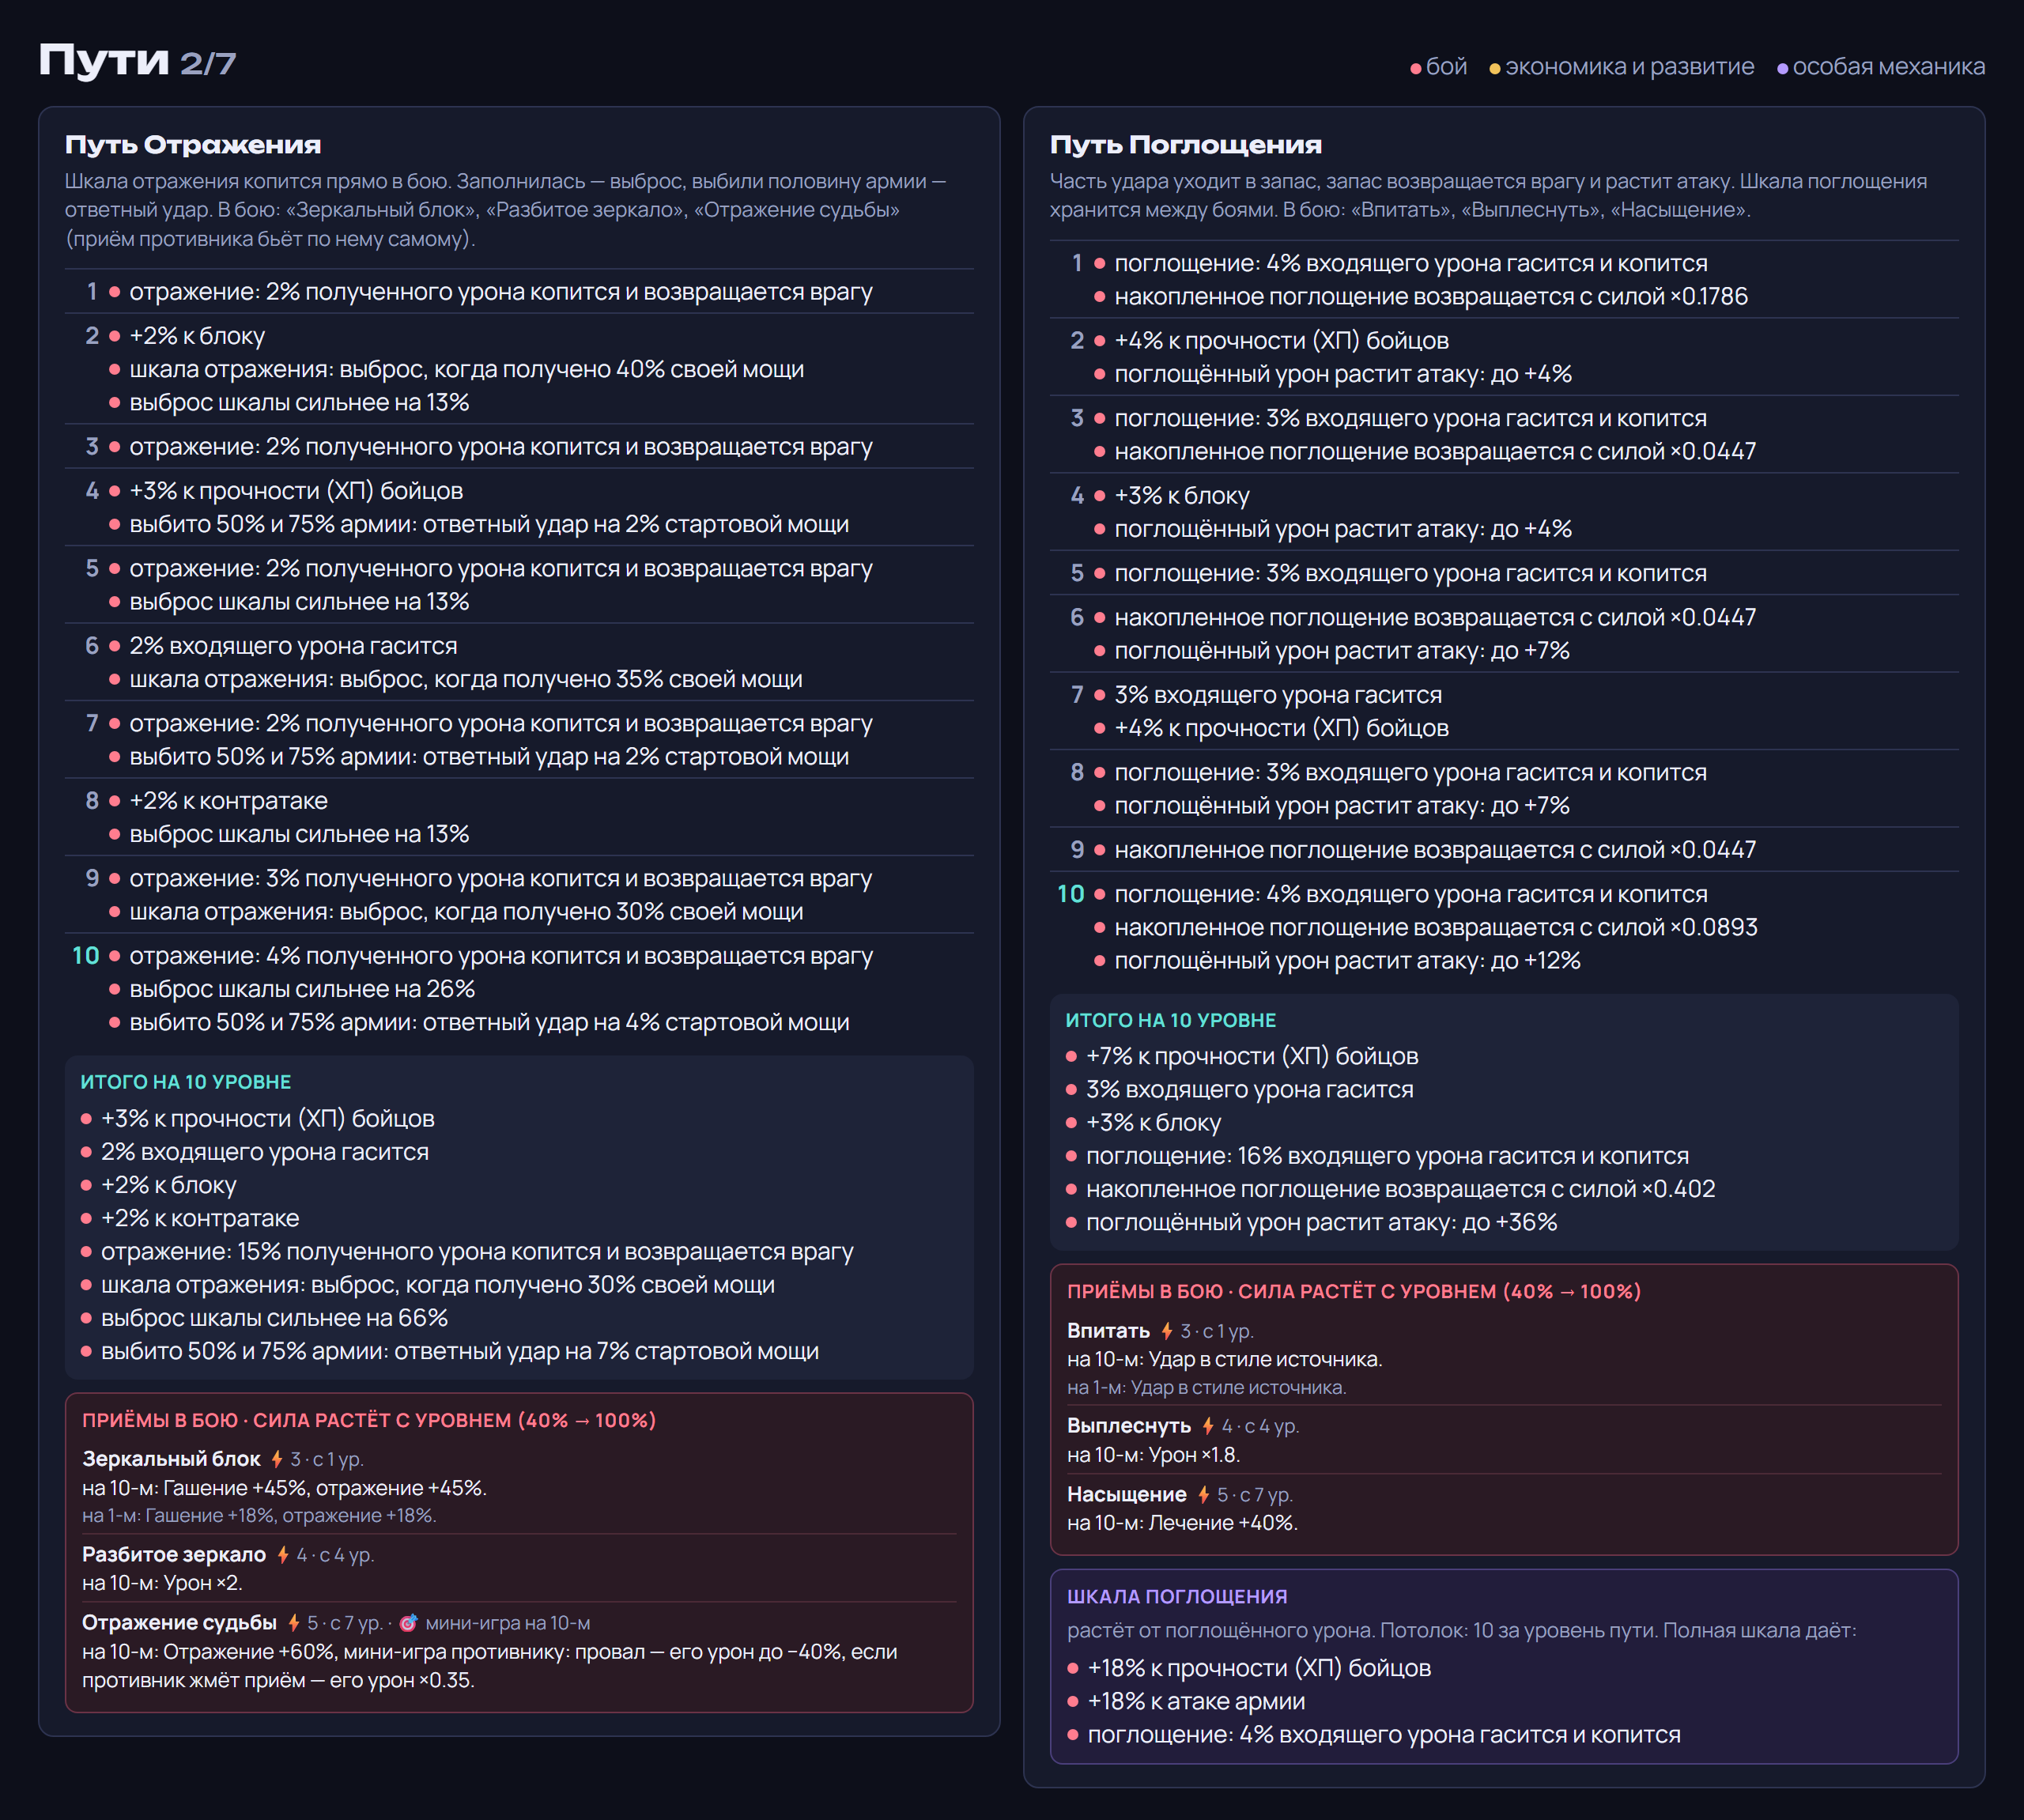 Пути 2/7
бой экономика и развитие особая механика
Путь Отражения
Шкала отражения копится прямо в бою. Заполнилась — выброс, выбили половину армии —
ответный удар. В бою: «Зеркальный блок», «Разбитое зеркало», «Отражение судьбы»
(приём противника бьёт по нему самому).
1 отражение: 2% полученного урона копится и возвращается врагу
2 +2% к блоку
шкала отражения: выброс, когда получено 40% своей мощи
выброс шкалы сильнее на 13%
3 отражение: 2% полученного урона копится и возвращается врагу
4 +3% к прочности (ХП) бойцов
выбито 50% и 75% армии: ответный удар на 2% стартовой мощи
5 отражение: 2% полученного урона копится и возвращается врагу
выброс шкалы сильнее на 13%
6 2% входящего урона гасится
шкала отражения: выброс, когда получено 35% своей мощи
7 отражение: 2% полученного урона копится и возвращается врагу
выбито 50% и 75% армии: ответный удар на 2% стартовой мощи
8 +2% к контратаке
выброс шкалы сильнее на 13%
9 отражение: 3% полученного урона копится и возвращается врагу
шкала отражения: выброс, когда получено 30% своей мощи
10 отражение: 4% полученного урона копится и возвращается врагу
выброс шкалы сильнее на 26%
выбито 50% и 75% армии: ответный удар на 4% стартовой мощи
ИТОГО НА 10 УРОВНЕ
+3% к прочности (ХП) бойцов
2% входящего урона гасится
+2% к блоку
+2% к контратаке
отражение: 15% полученного урона копится и возвращается врагу
шкала отражения: выброс, когда получено 30% своей мощи
выброс шкалы сильнее на 66%
выбито 50% и 75% армии: ответный удар на 7% стартовой мощи
ПРИЁМЫ В БОЮ · СИЛА РАСТЁТ С УРОВНЕМ (40% → 100%)
Зеркальный блок ⚡ 3 · с 1 ур.
на 10-м: Гашение +45%, отражение +45%.
на 1-м: Гашение +18%, отражение +18%.
Разбитое зеркало ⚡ 4 · с 4 ур.
на 10-м: Урон ×2.
Отражение судьбы ⚡ 5 · с 7 ур. · 🎯 мини-игра на 10-м
на 10-м: Отражение +60%, мини-игра противнику: провал — его урон до −40%, если
противник жмёт приём — его урон ×0.35.
Путь Поглощения
Часть удара уходит в запас, запас возвращается врагу и растит атаку. Шкала поглощения
хранится между боями. В бою: «Впитать», «Выплеснуть», «Насыщение».
1 поглощение: 4% входящего урона гасится и копится
накопленное поглощение возвращается с силой ×0.1786
2 +4% к прочности (ХП) бойцов
поглощённый урон растит атаку: до +4%
3 поглощение: 3% входящего урона гасится и копится
накопленное поглощение возвращается с силой ×0.0447
4 +3% к блоку
поглощённый урон растит атаку: до +4%
5 поглощение: 3% входящего урона гасится и копится
6 накопленное поглощение возвращается с силой ×0.0447
поглощённый урон растит атаку: до +7%
7 3% входящего урона гасится
+4% к прочности (ХП) бойцов
8 поглощение: 3% входящего урона гасится и копится
поглощённый урон растит атаку: до +7%
9 накопленное поглощение возвращается с силой ×0.0447
10 поглощение: 4% входящего урона гасится и копится
накопленное поглощение возвращается с силой ×0.0893
поглощённый урон растит атаку: до +12%
ИТОГО НА 10 УРОВНЕ
+7% к прочности (ХП) бойцов
3% входящего урона гасится
+3% к блоку
поглощение: 16% входящего урона гасится и копится
накопленное поглощение возвращается с силой ×0.402
поглощённый урон растит атаку: до +36%
ПРИЁМЫ В БОЮ · СИЛА РАСТЁТ С УРОВНЕМ (40% → 100%)
Впитать ⚡ 3 · с 1 ур.
на 10-м: Удар в стиле источника.
на 1-м: Удар в стиле источника.
Выплеснуть ⚡ 4 · с 4 ур.
на 10-м: Урон ×1.8.
Насыщение ⚡ 5 · с 7 ур.
на 10-м: Лечение +40%.
ШКАЛА ПОГЛОЩЕНИЯ
растёт от поглощённого урона. Потолок: 10 за уровень пути. Полная шкала даёт:
+18% к прочности (ХП) бойцов
+18% к атаке армии
поглощение: 4% входящего урона гасится и копится